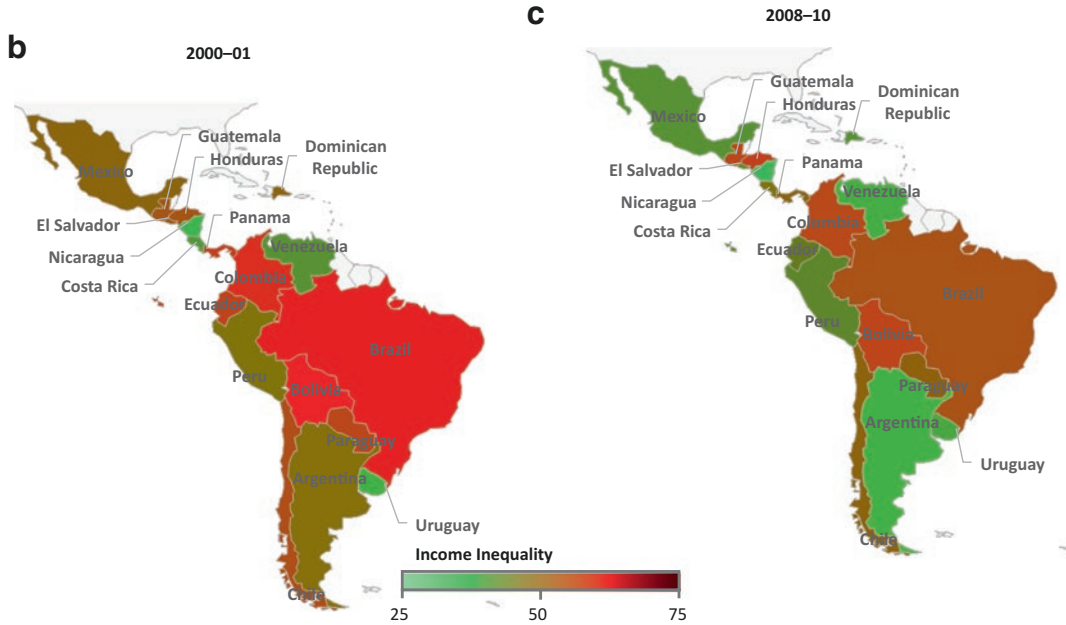 b
2000–01
Guatemala
Mexico
Honduras
Dominican
Republic
El Salvador
Panama
Nicaragua
Venezuela
Costa Rica
Colombia
Ecuador
Brazil
Peru
Bolivia
Paraguay
Argentina
Uruguay
Chile
c
2008–10
Guatemala
Dominican
Republic
Honduras
Mexico
El Salvador
Panama
Venezuela
Nicaragua
Colombia
Costa Rica
Ecuador
Brazil
Peru
Bolivia
Paraguay
Argentina
Uruguay
Chile
Income Inequality
25 50 75